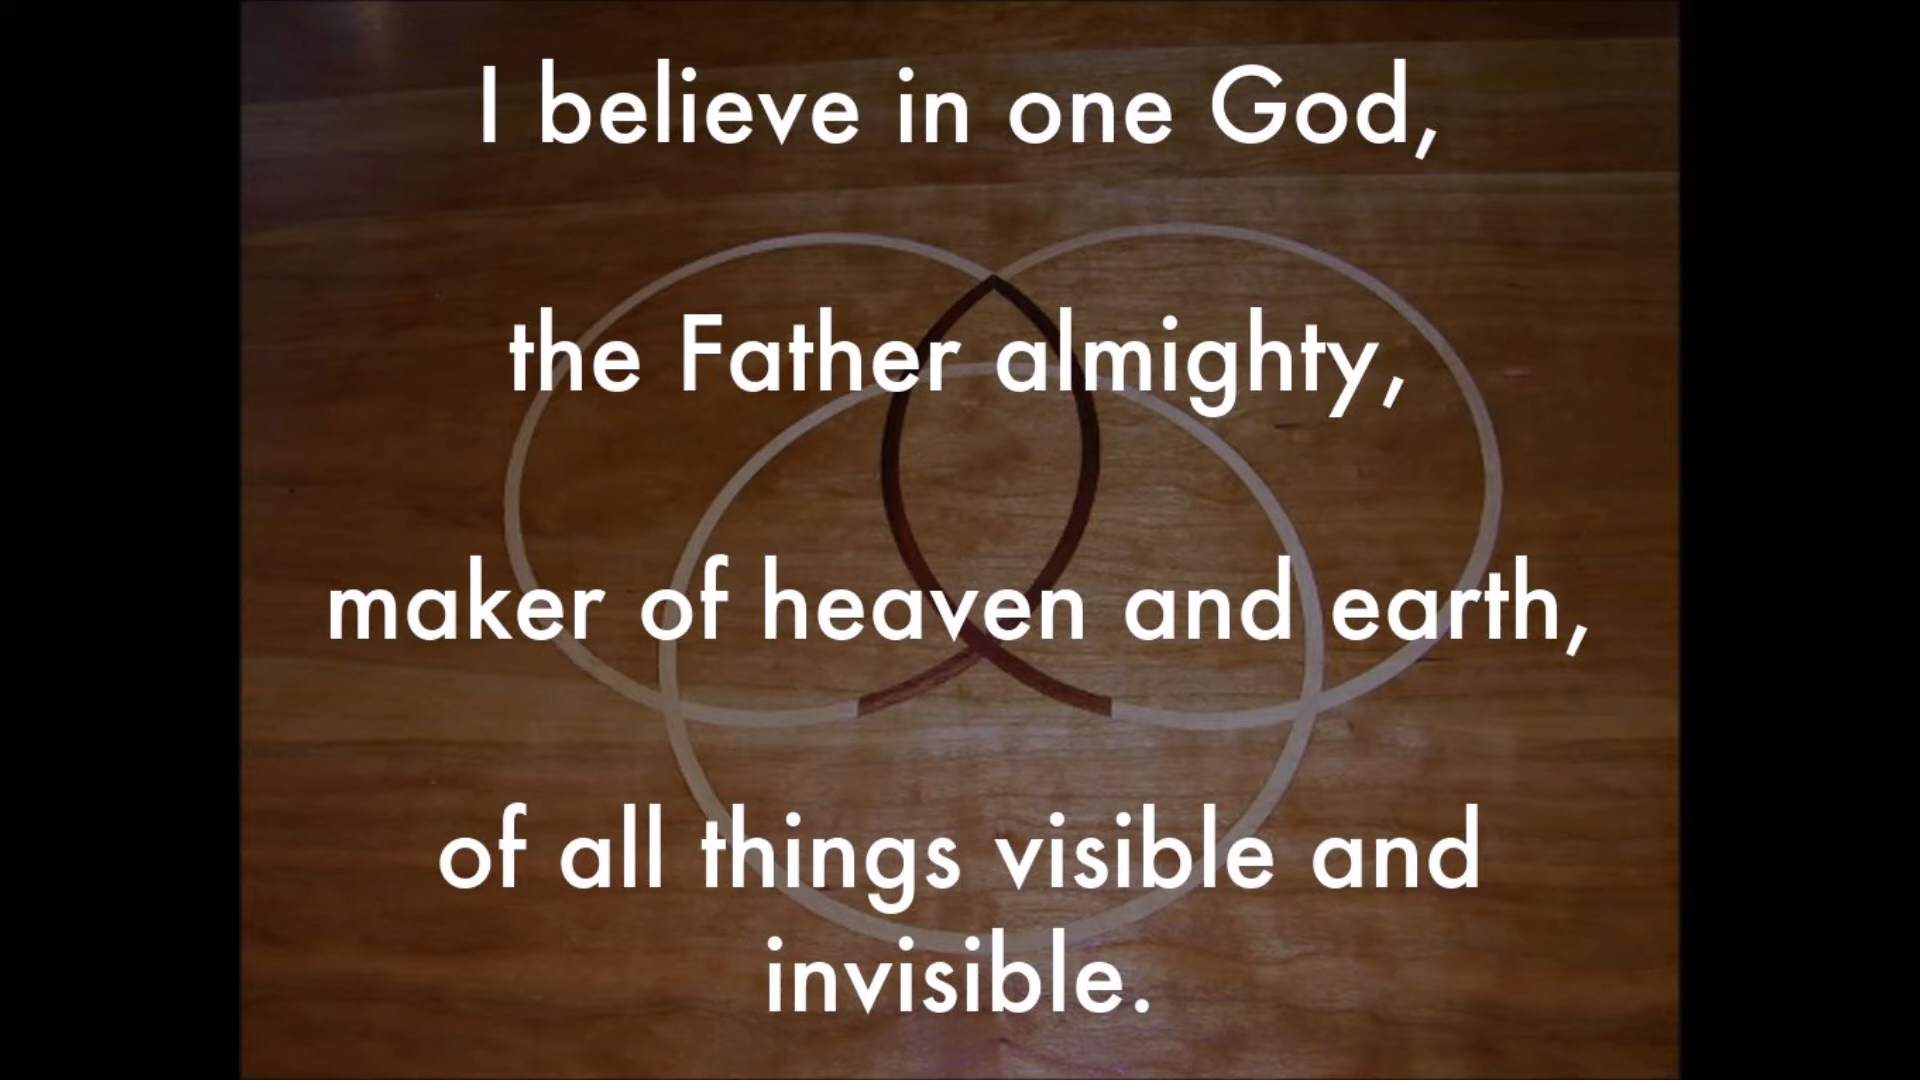 I believe in one God,
the Father almighty,
maker of heaven and earth,
of all things visible and
invisible.